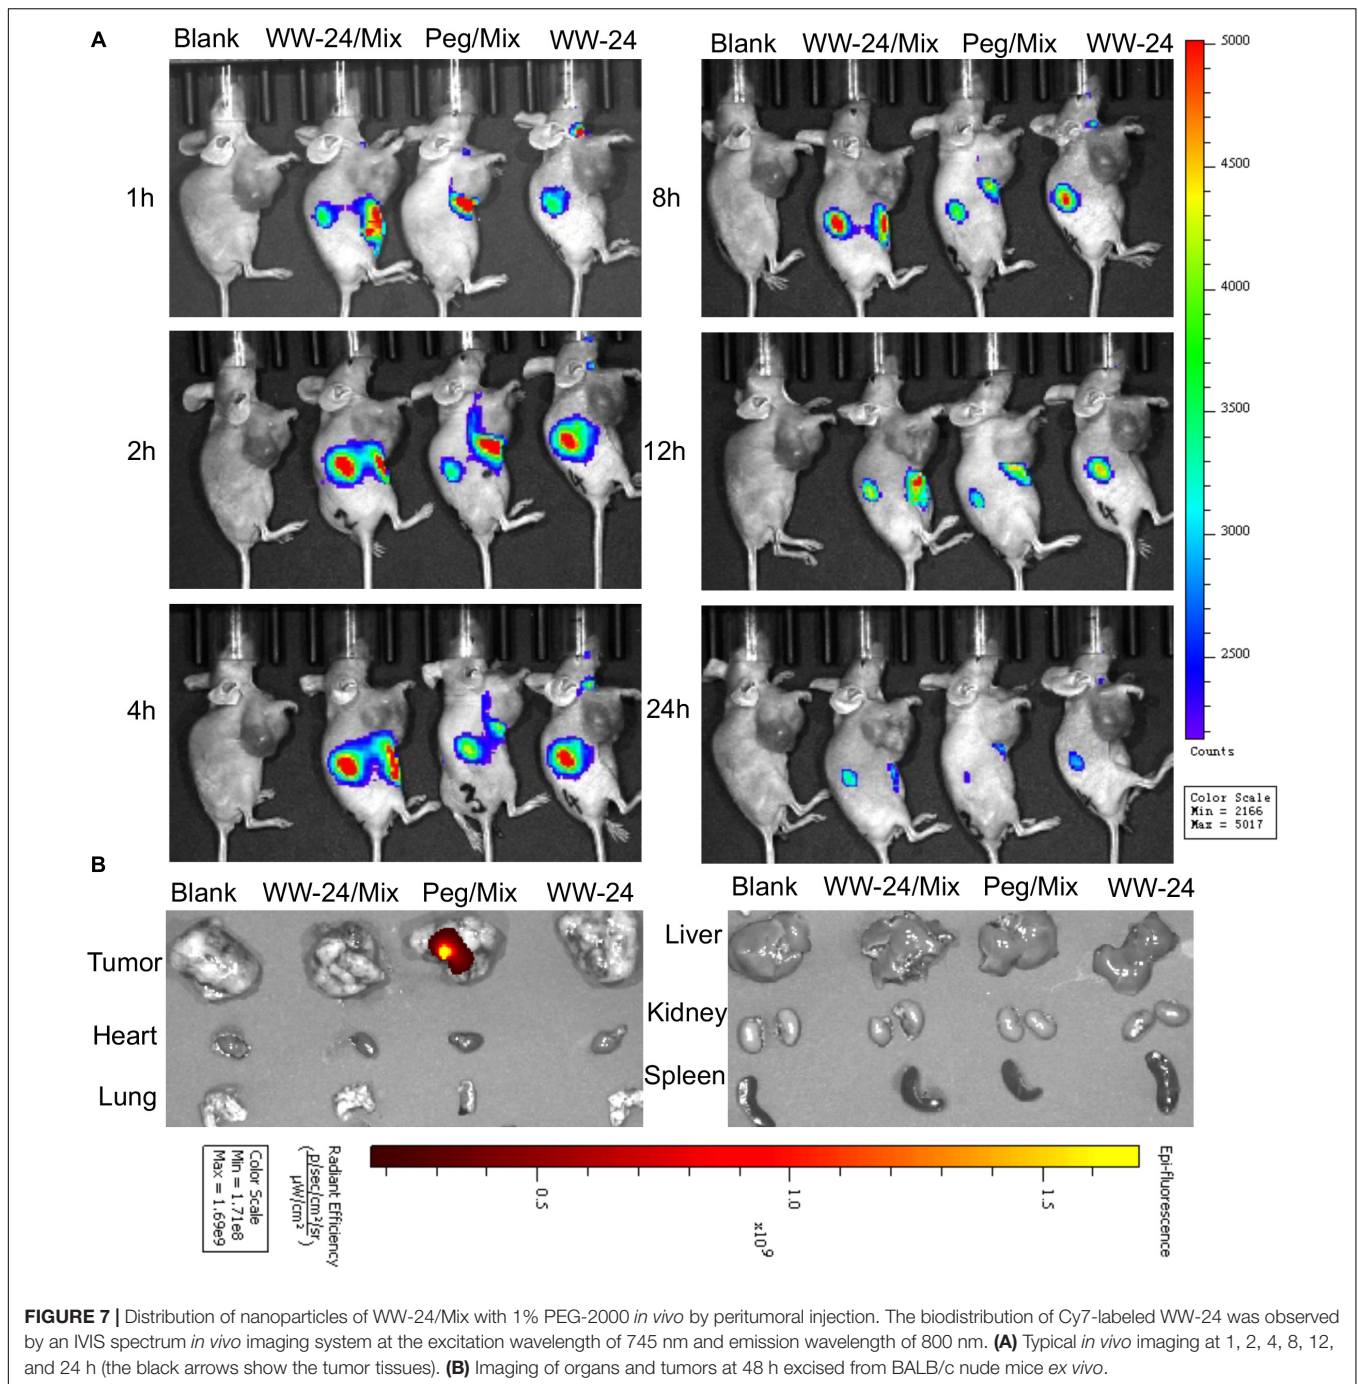 A
Blank WW-24/Mix Peg/Mix WW-24
Blank WW-24/Mix Peg/Mix WW-24
1h
8h
2h
12h
4h
24h
5000
4500
4000
3500
3000
2500
Counts
Color Scale
Min = 2166
Max = 5017
B
Blank WW-24/Mix Peg/Mix WW-24
Blank WW-24/Mix Peg/Mix WW-24
Tumor
Heart
Lung
Liver
Kidney
Spleen
Color Scale
Min = 1.71e8
Max = 1.69e9
Radiant Efficiency
(p/sec/cm²/sr
µW/cm²)
0.5
1.0
1.5
x10⁹
Epi-fluorescence
FIGURE 7 | Distribution of nanoparticles of WW-24/Mix with 1% PEG-2000 in vivo by peritumoral injection. The biodistribution of Cy7-labeled WW-24 was observed
by an IVIS spectrum in vivo imaging system at the excitation wavelength of 745 nm and emission wavelength of 800 nm. (A) Typical in vivo imaging at 1, 2, 4, 8, 12,
and 24 h (the black arrows show the tumor tissues). (B) Imaging of organs and tumors at 48 h excised from BALB/c nude mice ex vivo.